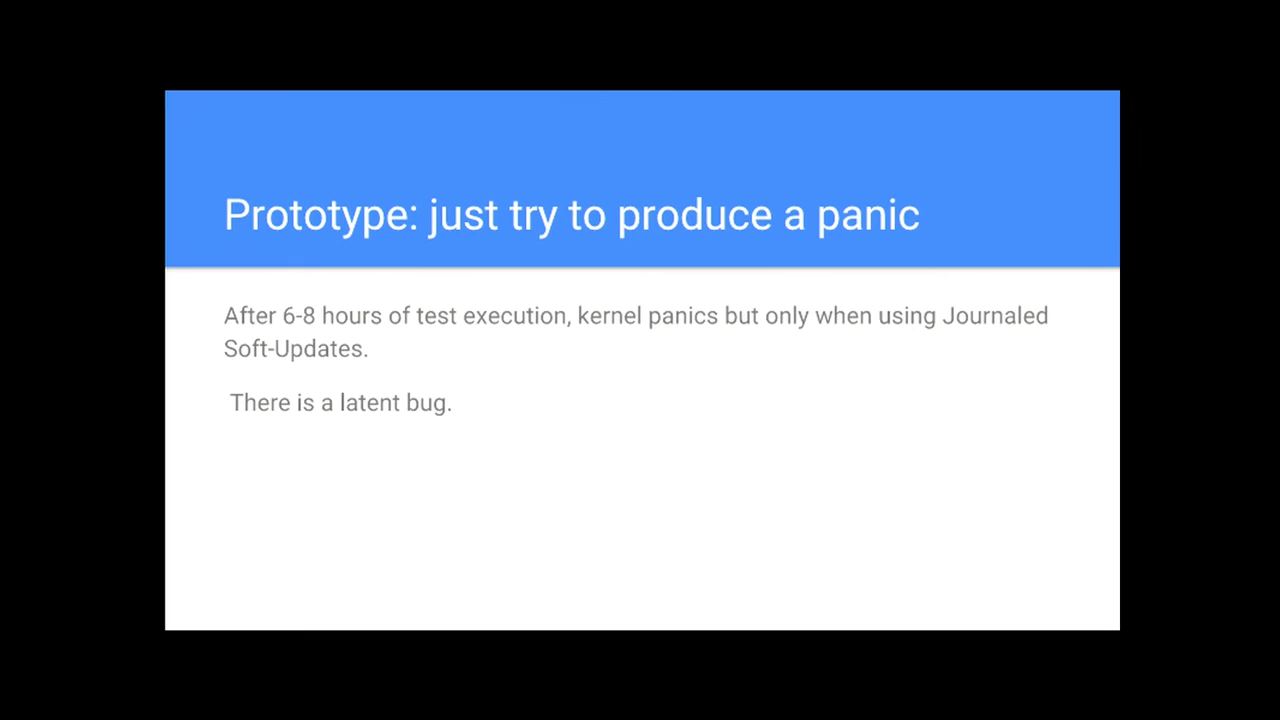 Prototype: just try to produce a panic
After 6-8 hours of test execution, kernel panics but only when using Journaled
Soft-Updates.
There is a latent bug.